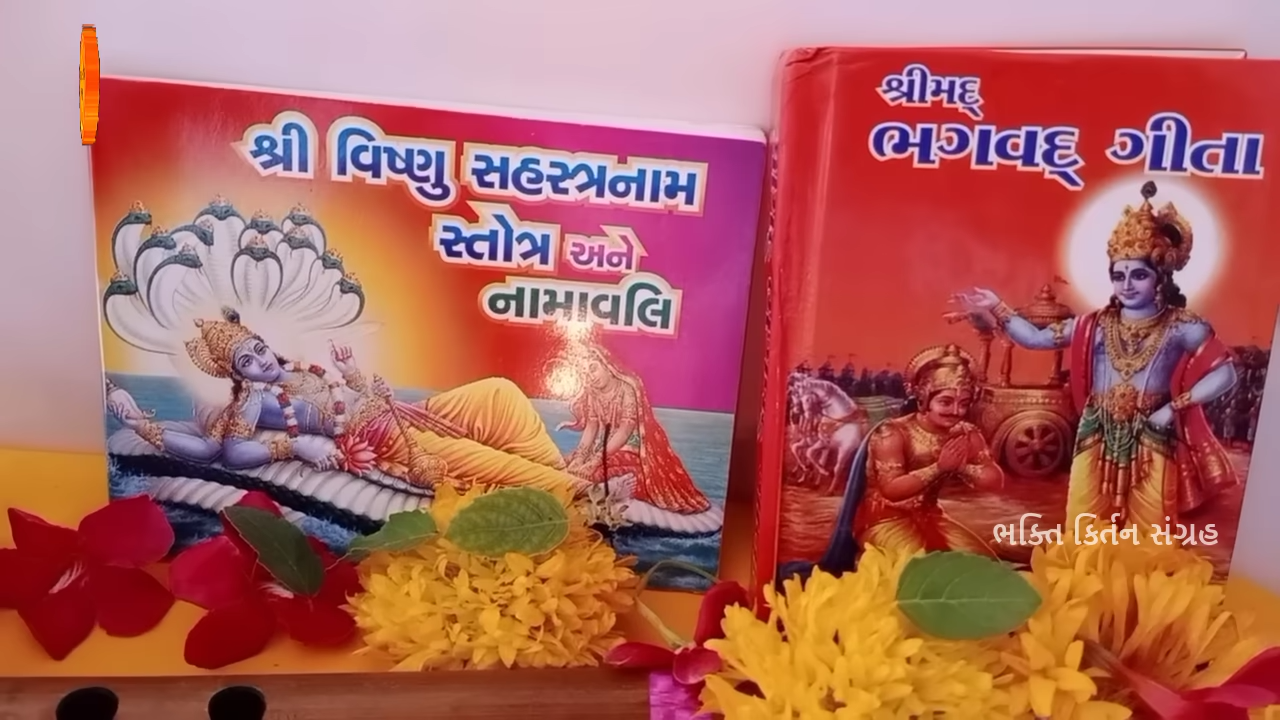 શ્રી વિષ્ણુ સહસ્ત્રનામ
સ્તોત્ર અને
નામાવલિ
શ્રીમદ્
ભગવદ્ ગીતા
ભક્તિ કિર્તન સંગ્રહ